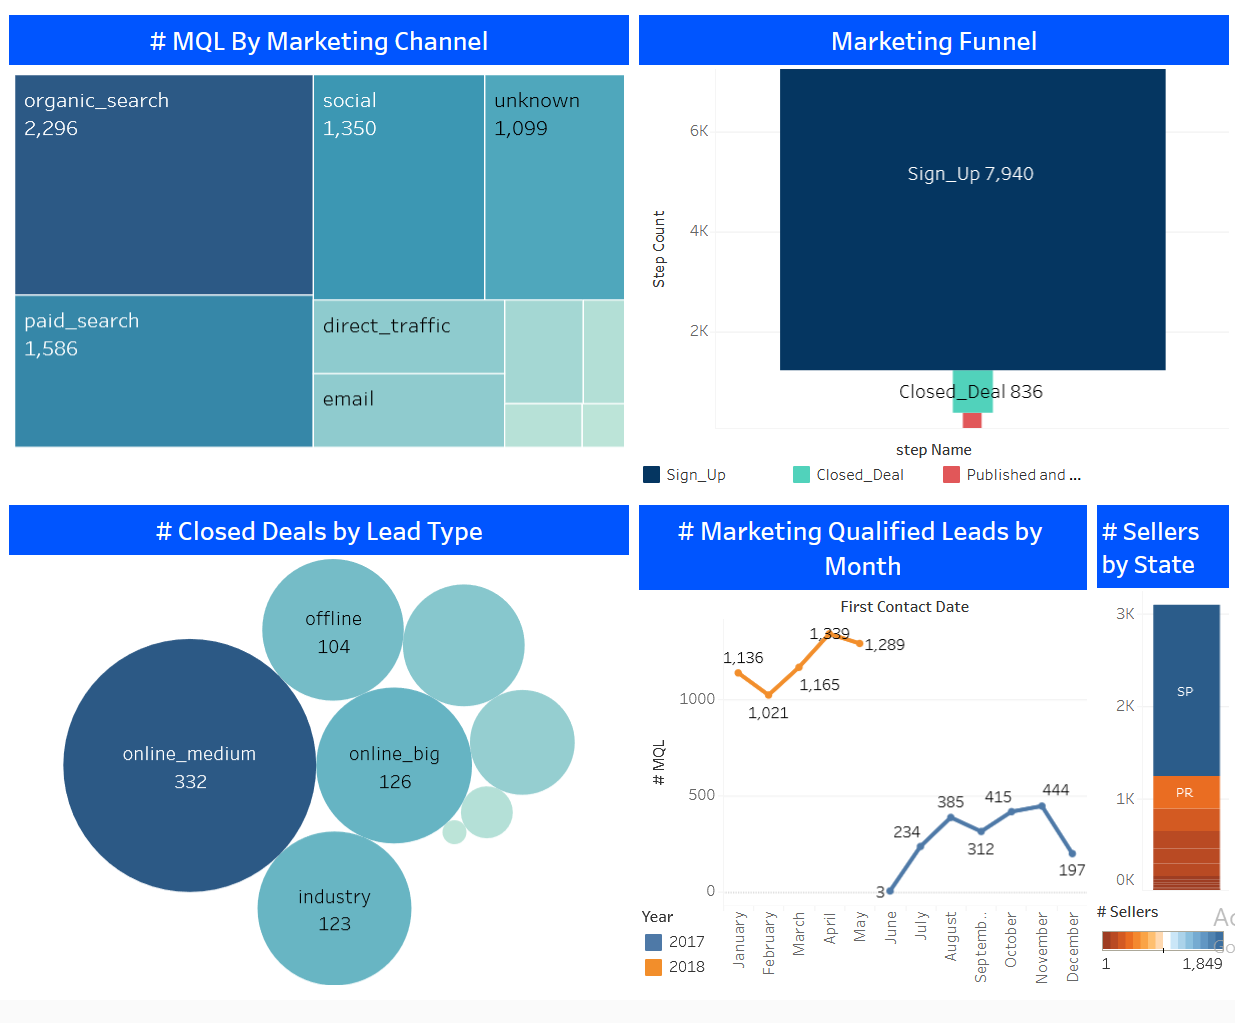 # MQL By Marketing Channel
organic_search
2,296
social
1,350
unknown
1,099
paid_search
1,586
direct_traffic
email
Marketing Funnel
Step Count
6K
4K
2K
Sign_Up 7,940
Closed_Deal 836
step Name
Sign_Up
Closed_Deal
Published and ...
# Closed Deals by Lead Type
offline
104
online_medium
332
online_big
126
industry
123
# Marketing Qualified Leads by
Month
First Contact Date
# MQL
1000
500
0
1,136
1,021
1,165
1,339
1,289
3
234
385
312
415
444
197
January
February
March
April
May
June
July
August
Septemb..
October
November
December
Year
2017
2018
# Sellers
by State
3K
2K
1K
0K
SP
PR
# Sellers
1
1,849